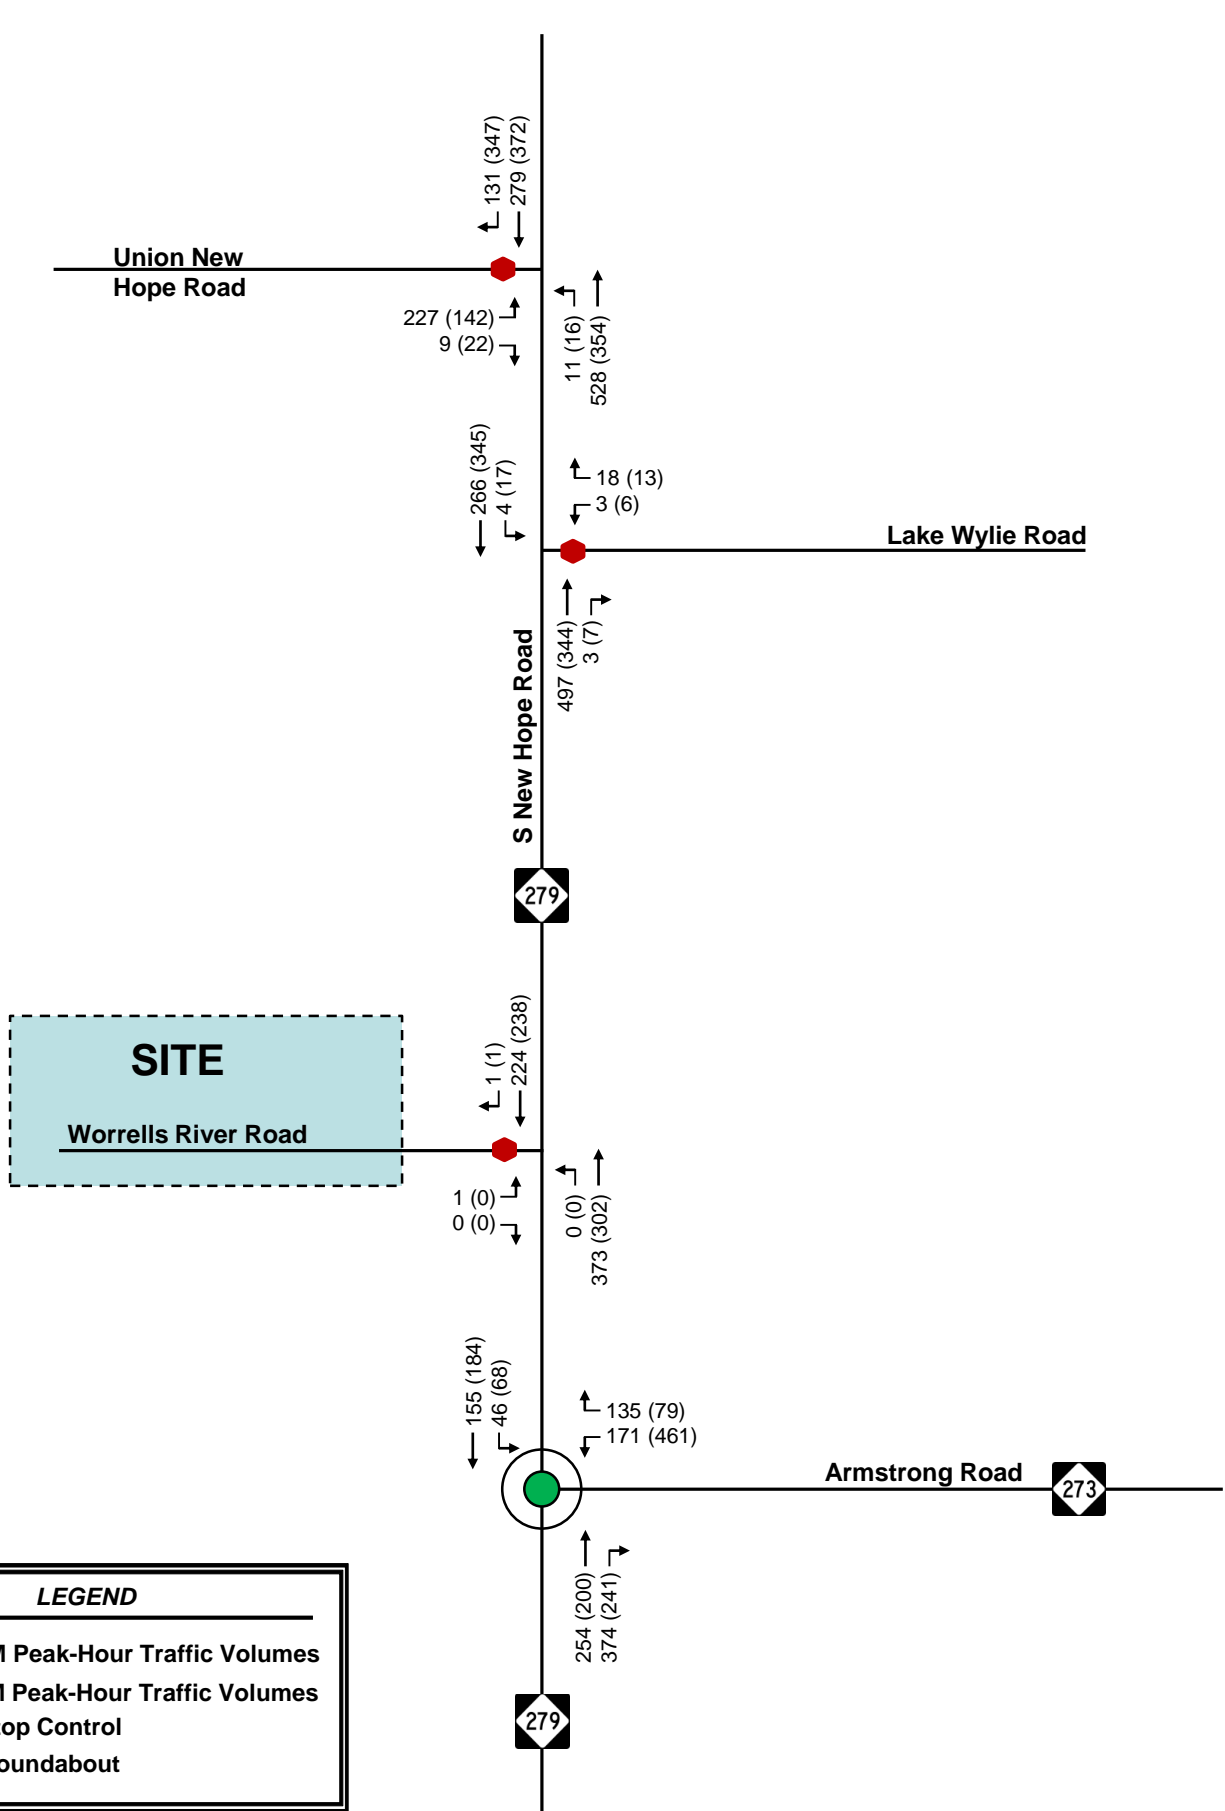 131 (347)
279 (372)
Union New
Hope Road
227 (142)
9 (22)
11 (16)
528 (354)
266 (345)
4 (17)
18 (13)
3 (6)
Lake Wylie Road
497 (344)
3 (7)
S New Hope Road
279
SITE
1 (1)
224 (238)
Worrells River Road
1 (0)
0 (0)
0 (0)
373 (302)
155 (184)
46 (68)
135 (79)
171 (461)
Armstrong Road
273
254 (200)
374 (241)
LEGEND
M Peak-Hour Traffic Volumes
M Peak-Hour Traffic Volumes
top Control
oundabout
279